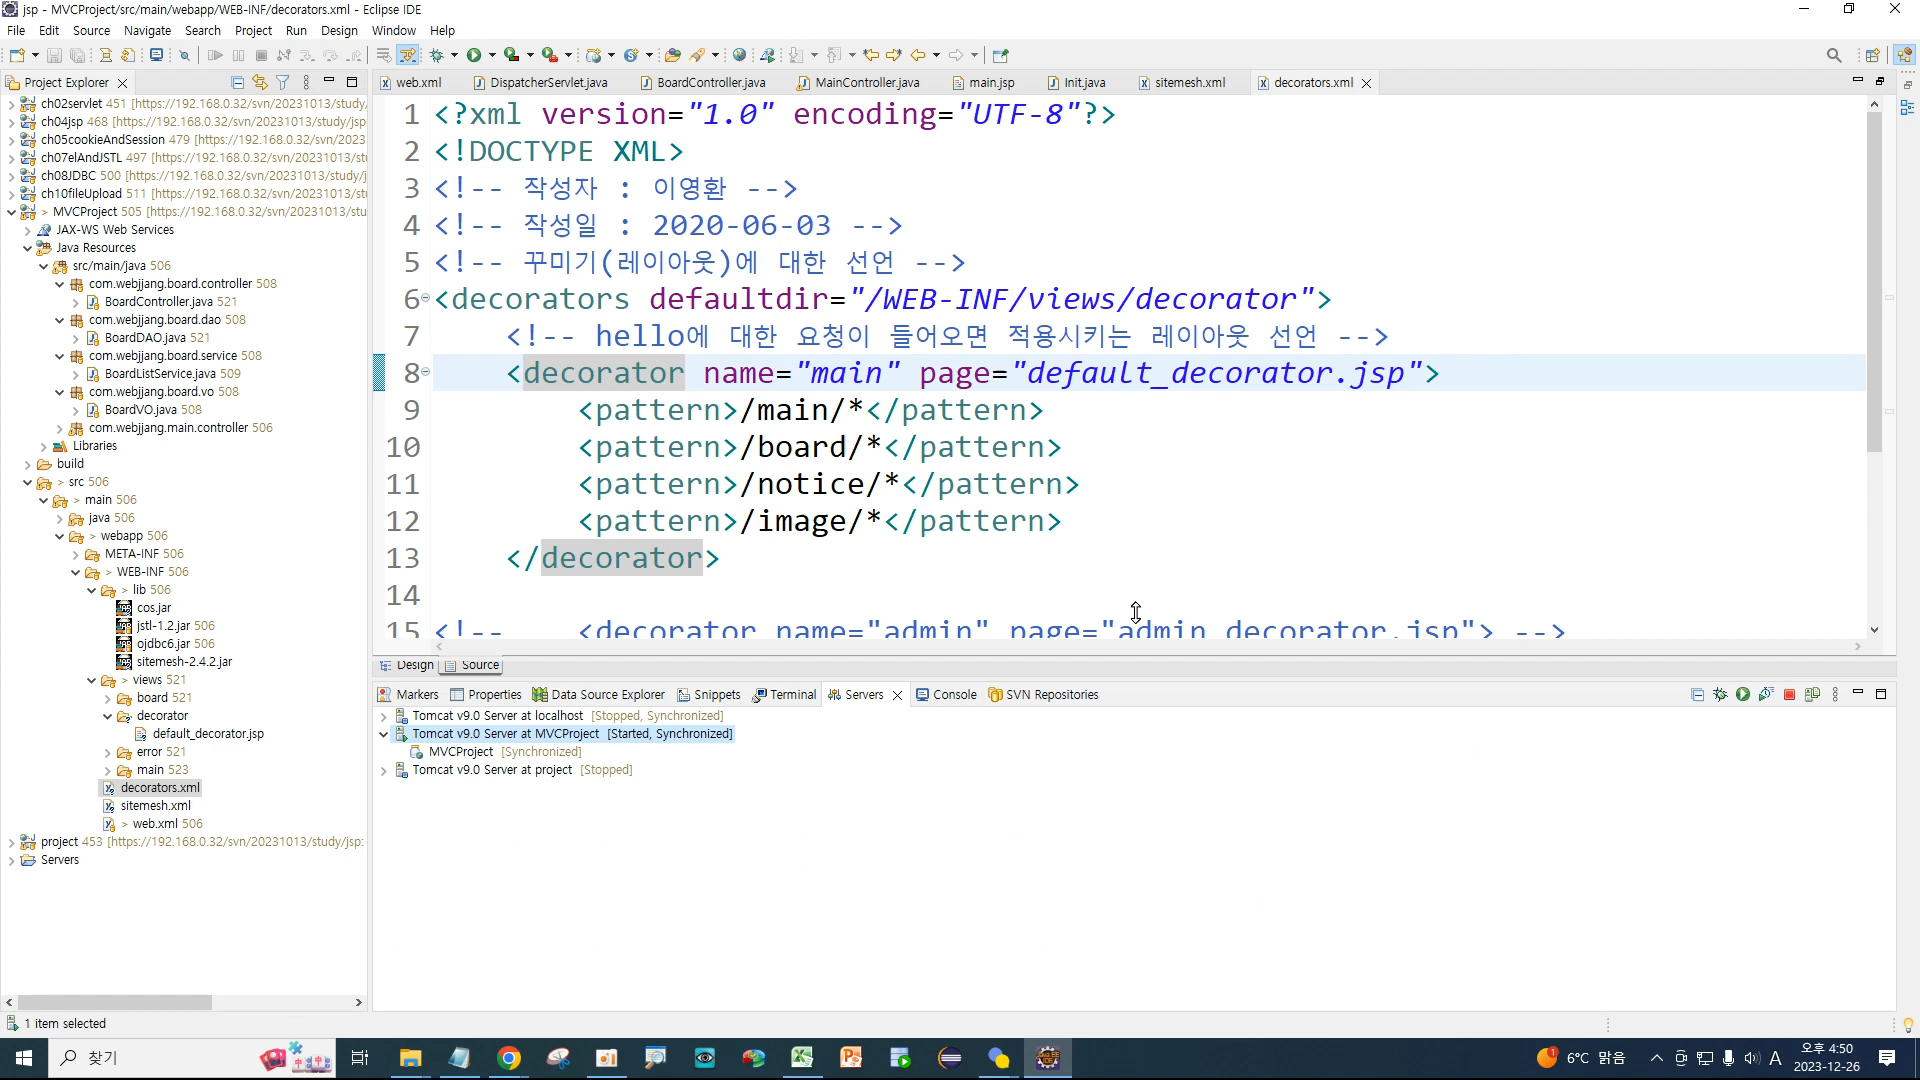 jsp - MVCProject/src/main/webapp/WEB-INF/decorators.xml - Eclipse IDE
File Edit Source Navigate Search Project Run Design Window Help
Project Explorer
web.xml DispatcherServlet.java BoardController.java MainController.java main.jsp Init.java sitemesh.xml decorators.xml
ch02servlet 451 [https://192.168.0.32/svn/20231013/study,
ch04jsp 468 [https://192.168.0.32/svn/20231013/study/jsp
ch05cookieAndSession 479 [https://192.168.0.32/svn/2023
ch07elAndJSTL 497 [https://192.168.0.32/svn/20231013/st
ch08JDBC 500 [https://192.168.0.32/svn/20231013/study/j
ch10fileUpload 511 [https://192.168.0.32/svn/20231013/st
> MVCProject 505 [https://192.168.0.32/svn/20231013/stu
JAX-WS Web Services
Java Resources
src/main/java 506
com.webjjang.board.controller 508
BoardController.java 521
com.webjjang.board.dao 508
BoardDAO.java 521
com.webjjang.board.service 508
BoardListService.java 509
com.webjjang.board.vo 508
BoardVO.java 508
com.webjjang.main.controller 506
Libraries
build
> src 506
> main 506
java 506
> webapp 506
META-INF 506
> WEB-INF 506
> lib 506
cos.jar
jstl-1.2.jar 506
ojdbc6.jar 506
sitemesh-2.4.2.jar
> views 521
board 521
decorator
default_decorator.jsp
error 521
main 523
decorators.xml
sitemesh.xml
> web.xml 506
project 453 [https://192.168.0.32/svn/20231013/study/jsp:
Servers
1 <?xml version="1.0" encoding="UTF-8"?>
2 <!DOCTYPE XML>
3 <!-- 작성자 : 이영환 -->
4 <!-- 작성일 : 2020-06-03 -->
5 <!-- 꾸미기(레이아웃)에 대한 선언 -->
6 <decorators defaultdir="/WEB-INF/views/decorator">
7 <!-- hello에 대한 요청이 들어오면 적용시키는 레이아웃 선언 -->
8 <decorator name="main" page="default_decorator.jsp">
9 <pattern>/main/*</pattern>
10 <pattern>/board/*</pattern>
11 <pattern>/notice/*</pattern>
12 <pattern>/image/*</pattern>
13 </decorator>
14
15 <!-- <decorator name="admin" page="admin_decorator.jsp"> -->
Design Source
Markers Properties Data Source Explorer Snippets Terminal Servers Console SVN Repositories
Tomcat v9.0 Server at localhost [Stopped, Synchronized]
Tomcat v9.0 Server at MVCProject [Started, Synchronized]
MVCProject [Synchronized]
Tomcat v9.0 Server at project [Stopped]
1 item selected
찾기
6°C 맑음
A
오후 4:50
2023-12-26